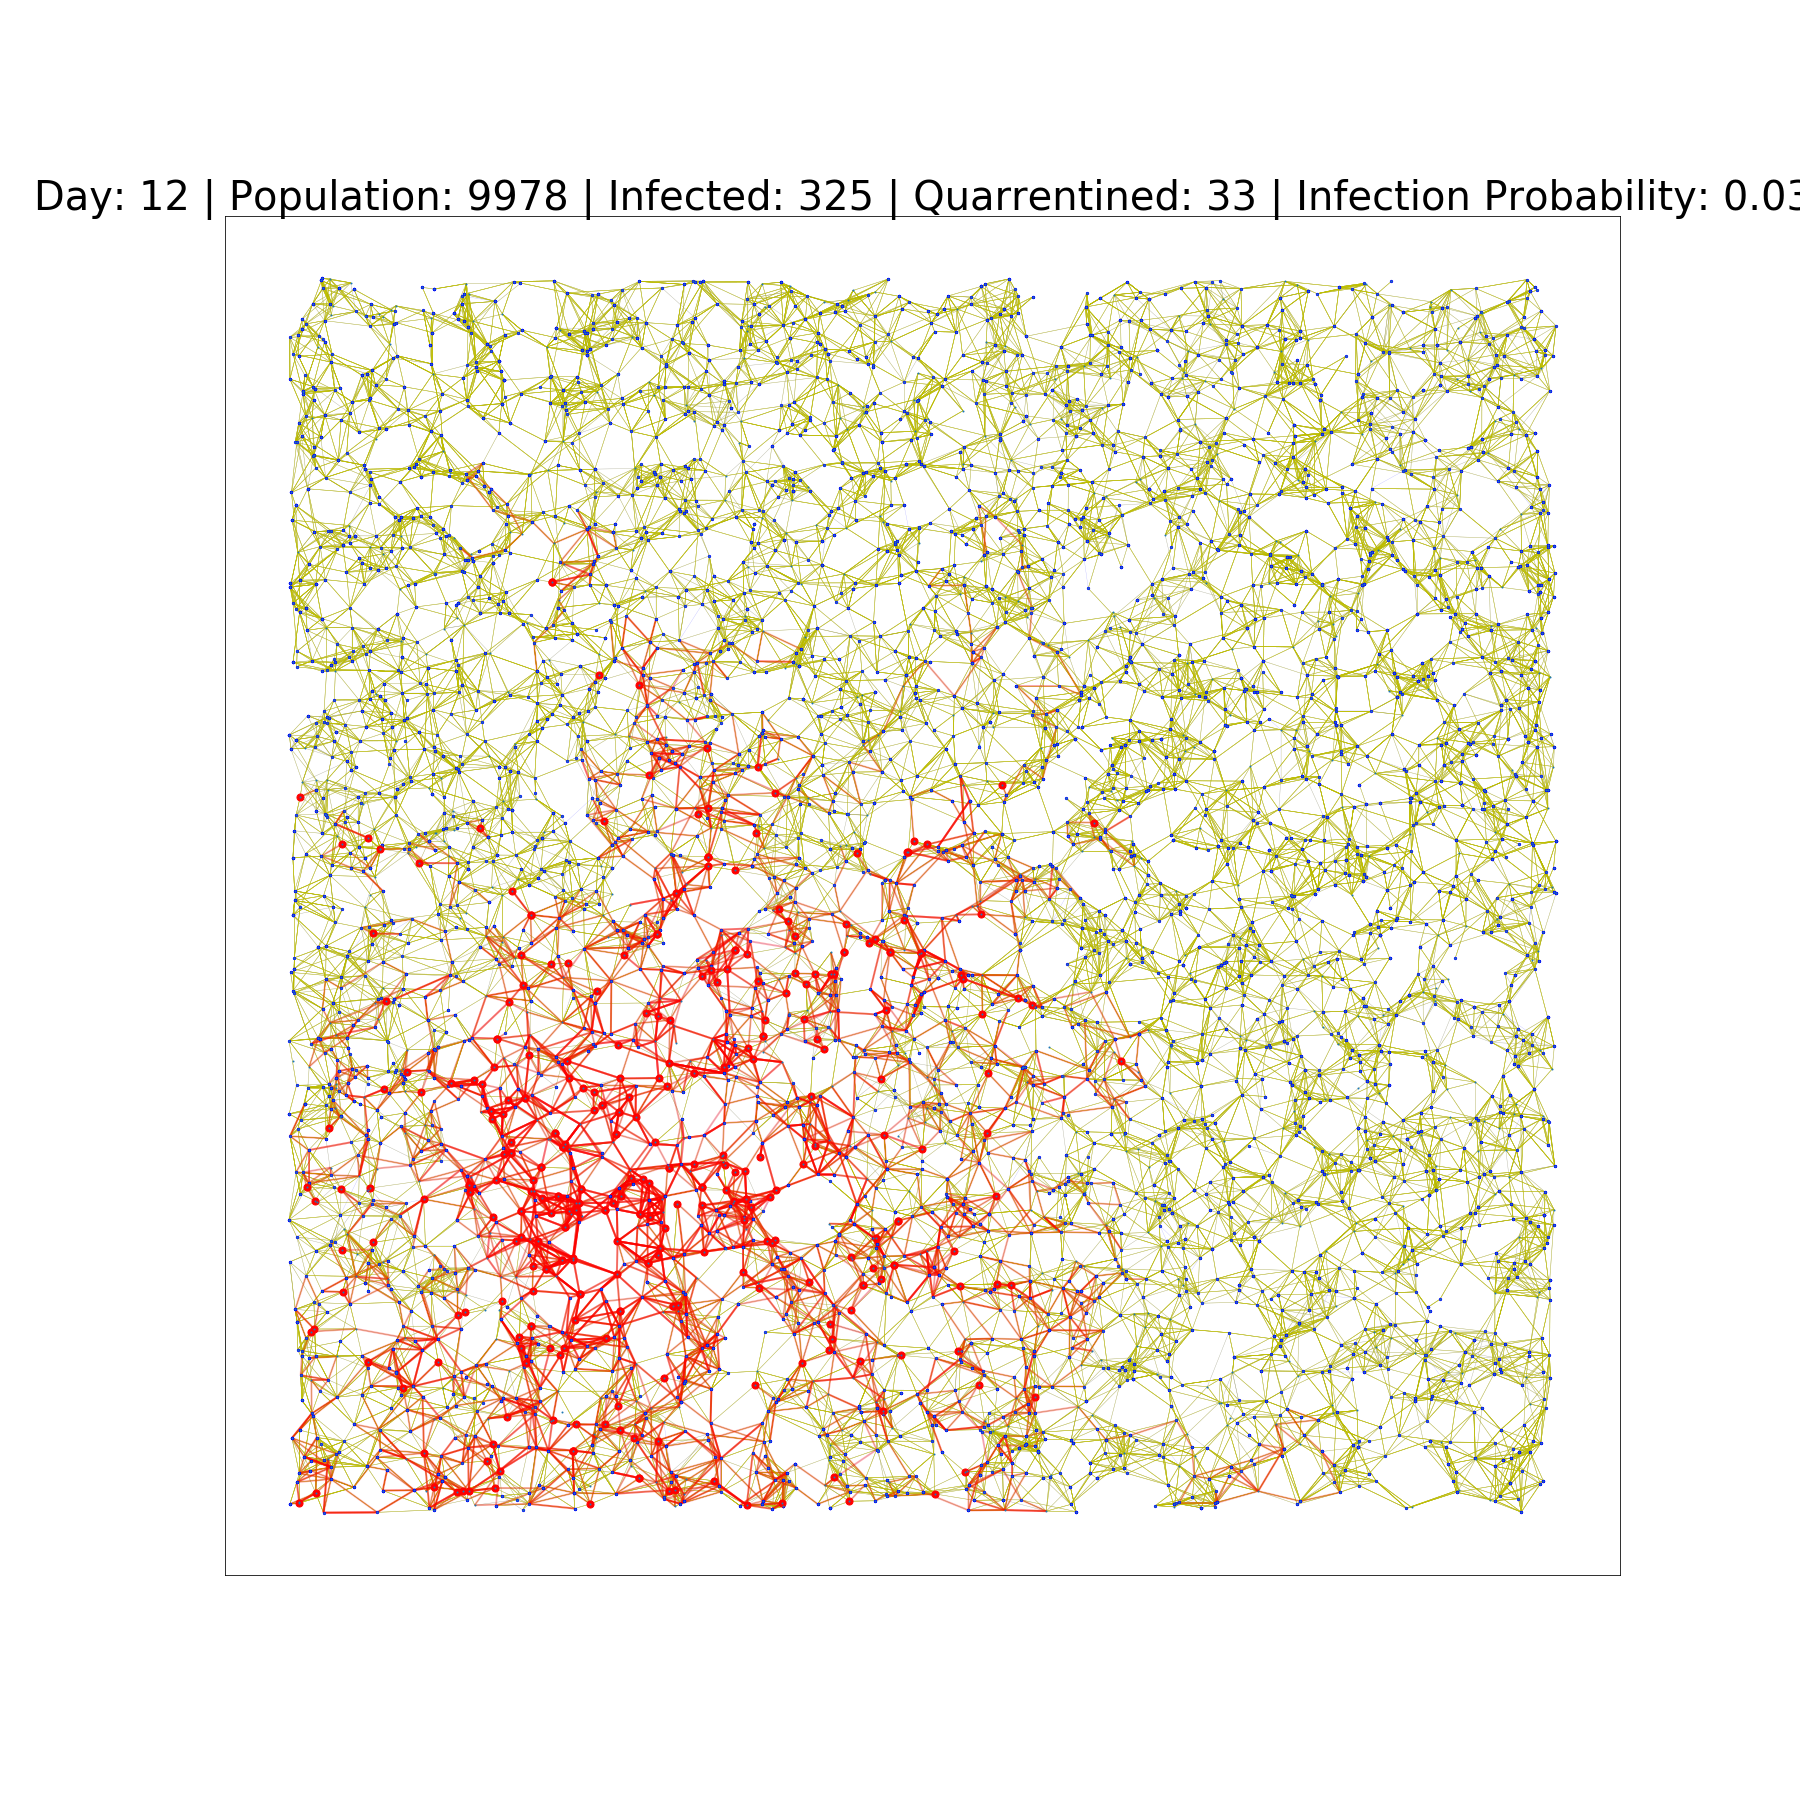 Day: 12 | Population: 9978 | Infected: 325 | Quarrentined: 33 | Infection Probability: 0.03